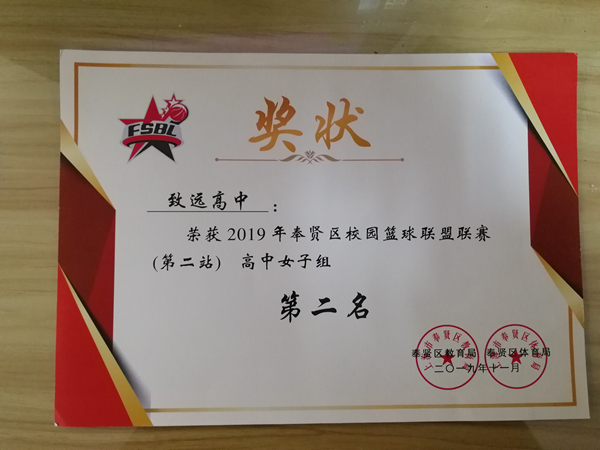 FSBL
奖状
致远高中：
荣获2019年奉贤区校园篮球联盟联赛
(第二站) 高中女子组
第二名
奉贤区教育局 奉贤区体育局
二〇一九年十一月